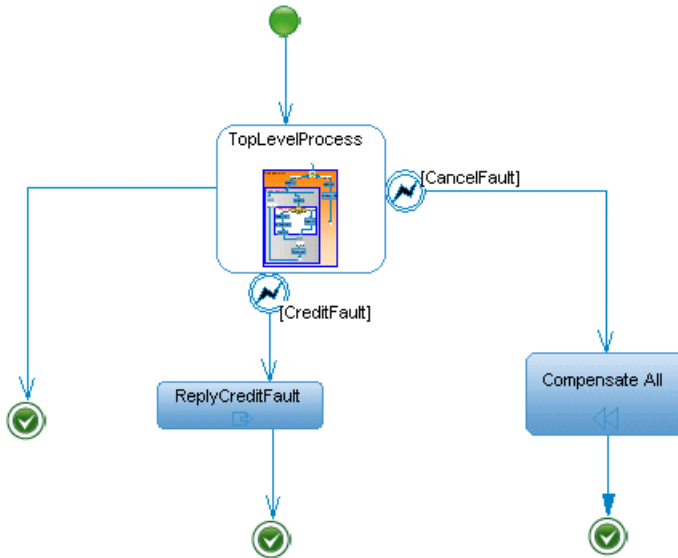 TopLevelProcess
[CancelFault]
[CreditFault]
Compensate All
ReplyCreditFault